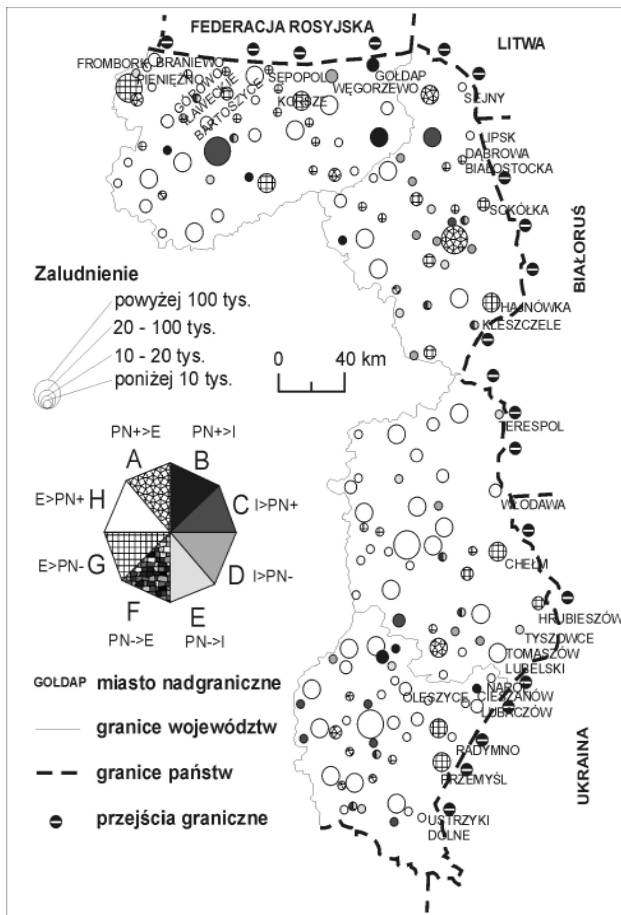 FEDERACJA ROSYJSKA
LITWA
FROMBORK
BRANIEWO
PIENIĘŻNO
GÓROWO
IŁAWECKIE
BARTOSZYCE
SĘPOPOL
KORSZE
WĘGORZEWO
GOŁDAP
SEJNY
LIPSK
DĄBROWA
BIAŁOSTOCKA
SOKÓŁKA
BIAŁORUŚ
HAJNÓWKA
KLESZCZELE
Zaludnienie
powyżej 100 tys.
20 - 100 tys.
10 - 20 tys.
poniżej 10 tys.
0 40 km
TERESPOL
WŁODAWA
CHEŁM
HRUBIESZÓW
TYSZOWCE
TOMASZÓW
LUBELSKI
NAROL
OLESZYCE
CIESZANÓW
LUBACZÓW
RADYMNO
PRZEMYŚL
USTRZYKI
DOLNE
UKRAINA
PN+>E PN+>I
A B
E>PN+ H C I>PN+
E>PN- G D I>PN-
F E
PN->E PN->I
GOŁDAP miasto nadgraniczne
granice województw
granice państw
przejścia graniczne